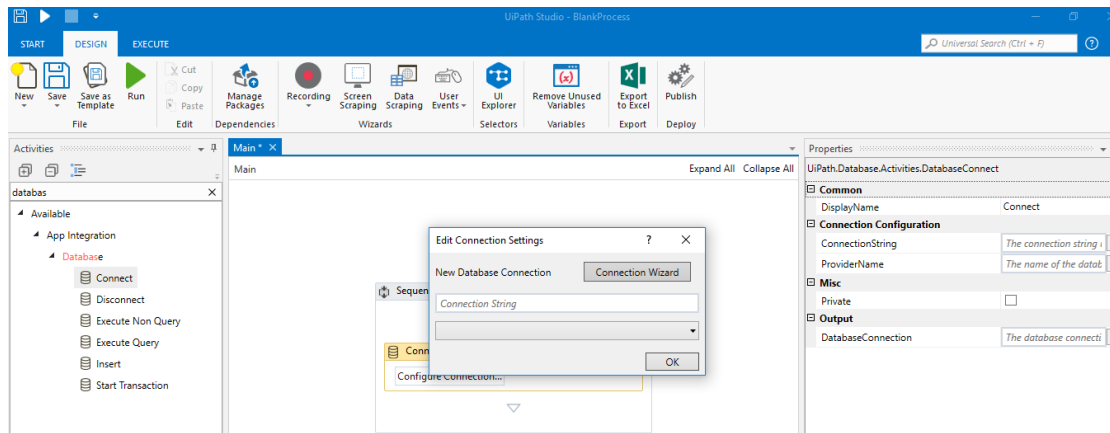 UiPath Studio - BlankProcess
START DESIGN EXECUTE
Universal Search (Ctrl + F)
New Save Save as Template Run
Cut
Copy
Paste
Manage Packages
Recording
Screen Scraping
Data Scraping
User Events
UI Explorer
Remove Unused Variables
Export to Excel
Publish
File Edit Dependencies Wizards Selectors Variables Export Deploy
Activities
databas
Available
App Integration
Database
Connect
Disconnect
Execute Non Query
Execute Query
Insert
Start Transaction
Main *
Main Expand All Collapse All
Sequen
Conn
Configure Connection...
Edit Connection Settings ?
New Database Connection Connection Wizard
Connection String
OK
Properties
UiPath.Database.Activities.DatabaseConnect
Common
DisplayName Connect
Connection Configuration
ConnectionString The connection string
ProviderName The name of the datab
Misc
Private
Output
DatabaseConnection The database connecti